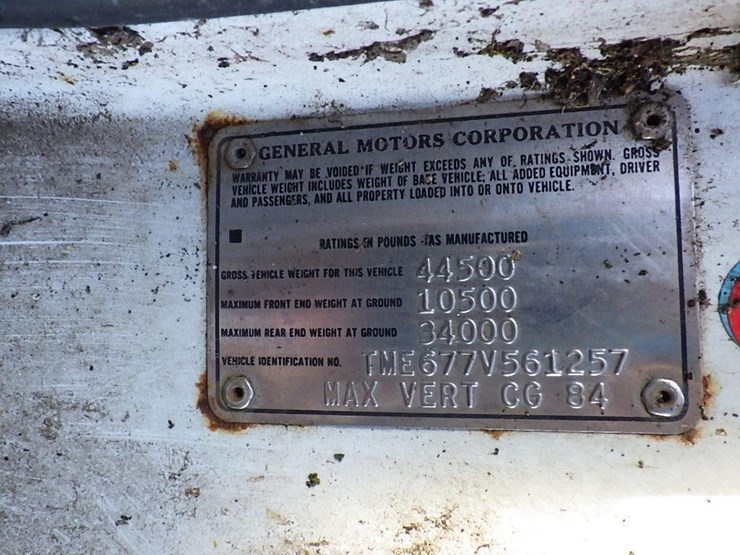 GENERAL MOTORS CORPORATION
WARRANTY MAY BE VOIDED IF WEIGHT EXCEEDS ANY OF RATINGS SHOWN. GROSS
VEHICLE WEIGHT INCLUDES WEIGHT OF BASE VEHICLE, ALL ADDED EQUIPMENT, DRIVER
AND PASSENGERS, AND ALL PROPERTY LOADED INTO OR ONTO VEHICLE.
RATINGS IN POUNDS - AS MANUFACTURED
GROSS VEHICLE WEIGHT FOR THIS VEHICLE 44500
MAXIMUM FRONT END WEIGHT AT GROUND 10500
MAXIMUM REAR END WEIGHT AT GROUND 34000
VEHICLE IDENTIFICATION NO. TME677V561257
MAX VERT CG 84